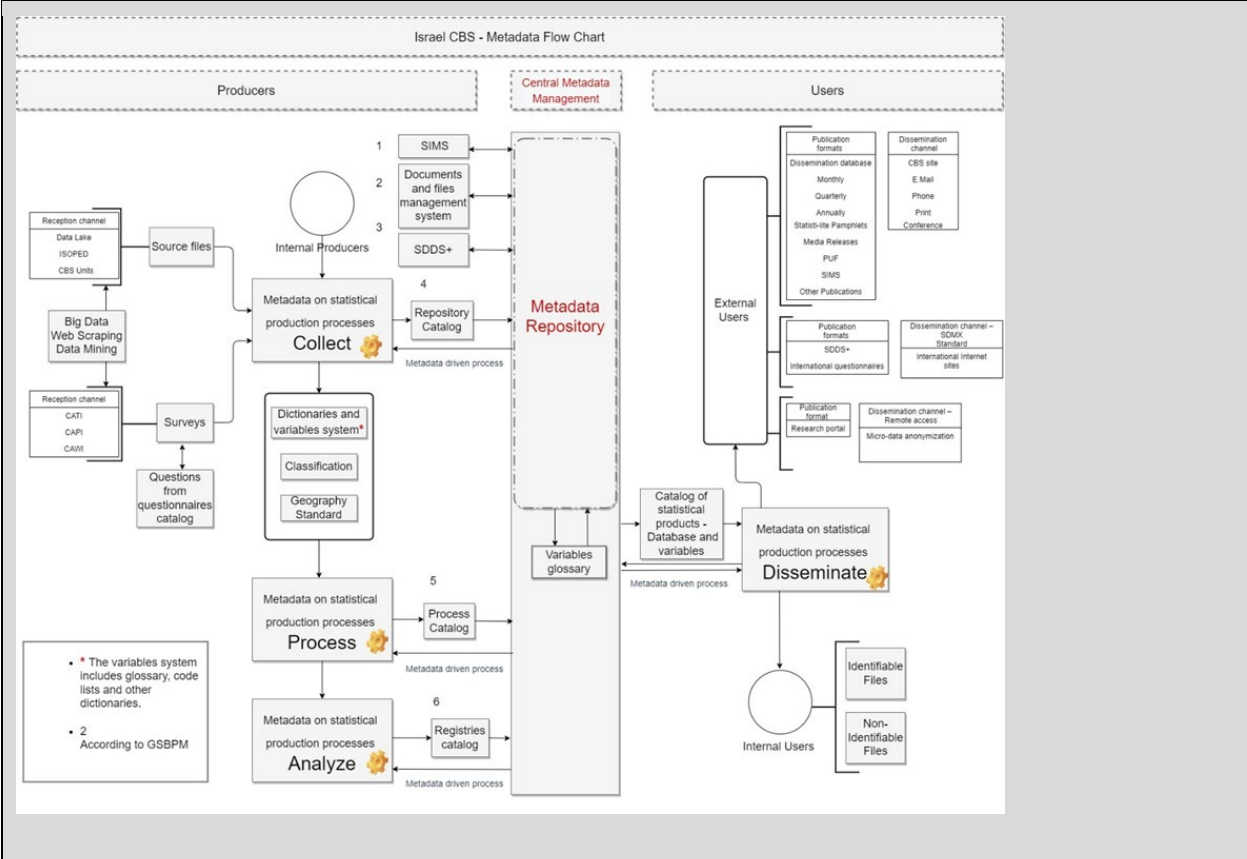 Israel CBS - Metadata Flow Chart
Producers
Central Metadata
Management
Users
Reception channel
Data Lake
ISOPED
CBS Units
Source files
Big Data
Web Scraping
Data Mining
Reception channel
CATI
CAPI
CAWI
Surveys
Questions
from
questionnaires
catalog
Internal Producers
Metadata on statistical
production processes
Collect
Dictionaries and
variables system*
Classification
Geography
Standard
Metadata on statistical
production processes
Process
Metadata on statistical
production processes
Analyze
1
SIMS
2
Documents
and files
management
system
3
SDDS+
4
Repository
Catalog
Metadata driven process
5
Process
Catalog
Metadata driven process
6
Registries
catalog
Metadata driven process
Metadata
Repository
Variables
glossary
Catalog of
statistical
products -
Database and
variables
Metadata driven process
Metadata on statistical
production processes
Disseminate
External
Users
Publication
formats
Dissemination database
Monthly
Quarterly
Annually
Statisti-lite Pamphlets
Media Releases
PUF
SIMS
Other Publications
Dissemination
channel
CBS site
E.Mail
Phone
Print
Conference
Publication
formats
SDDS+
International questionnaires
Dissemination channel –
SDMX
Standard
International Internet
sites
Publication
format
Research portal
Dissemination channel –
Remote access
Micro-data anonymization
Internal Users
Identifiable
Files
Non-
Identifiable
Files
• * The variables system
includes glossary, code
lists and other
dictionaries.
• 2
According to GSBPM